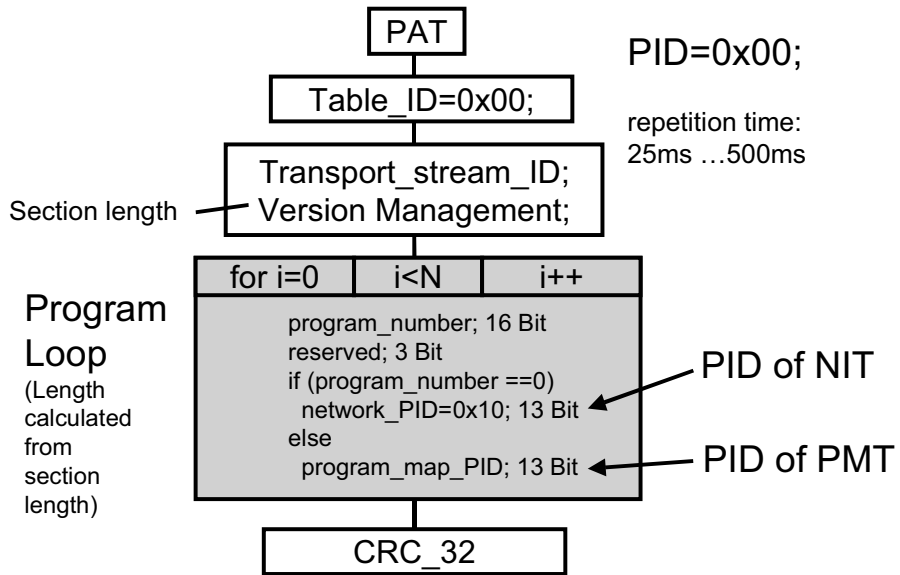 PAT
PID=0x00;
Table_ID=0x00;
repetition time:
25ms …500ms
Transport_stream_ID;
Section length
Version Management;
for i=0 i<N i++
Program
Loop
(Length
calculated
from
section
length)
program_number; 16 Bit
reserved; 3 Bit
if (program_number ==0)
network_PID=0x10; 13 Bit
else
program_map_PID; 13 Bit
PID of NIT
PID of PMT
CRC_32